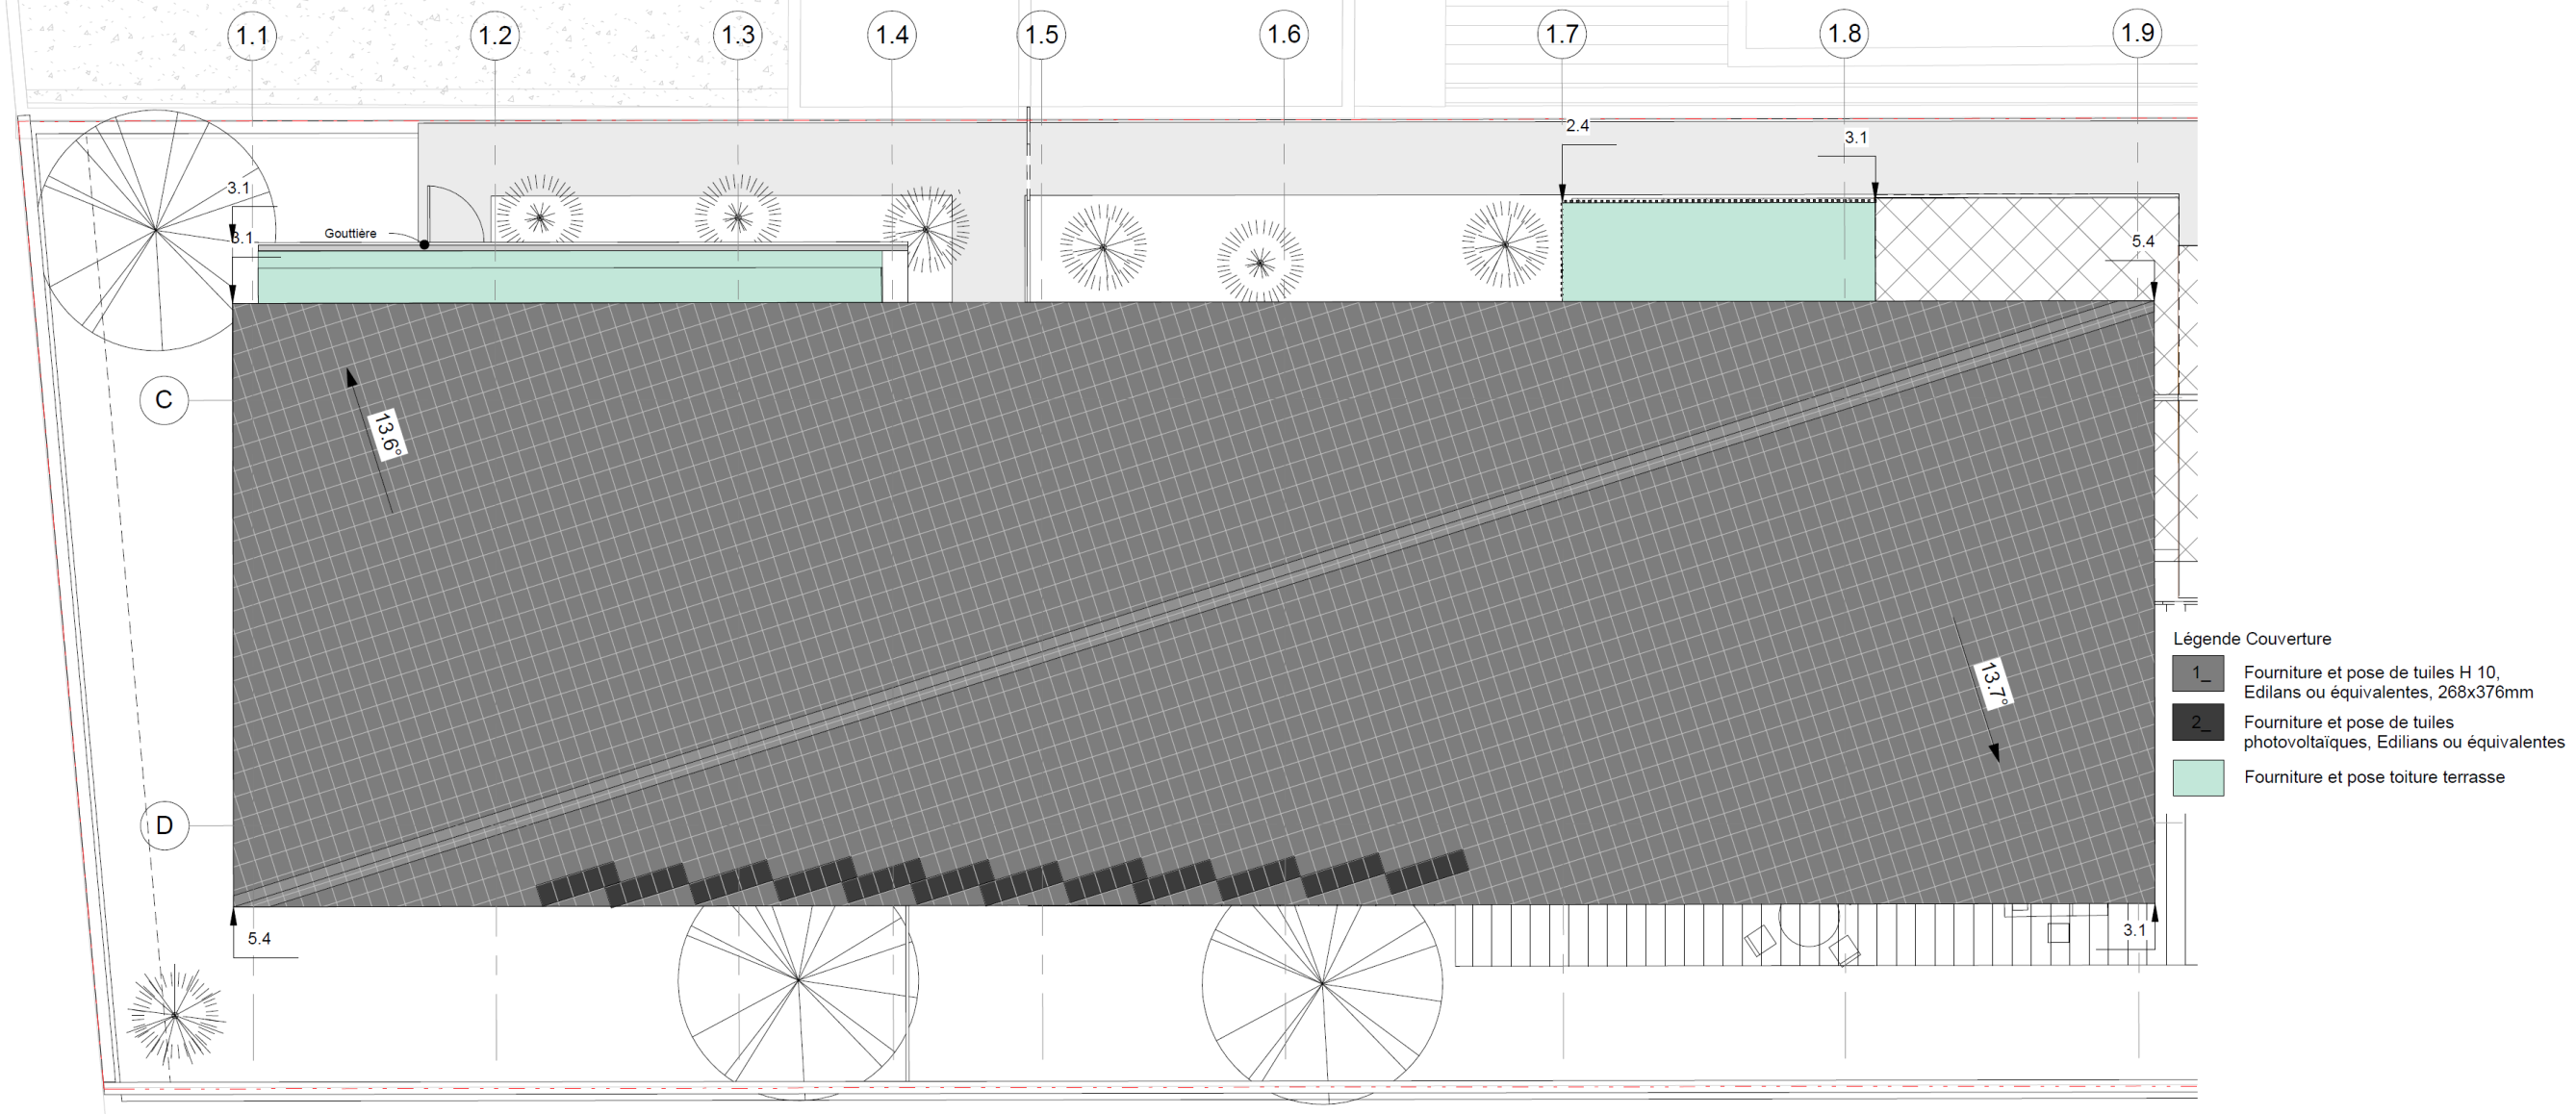 1.1
1.2
1.3
1.4
1.5
1.6
1.7
1.8
1.9
2.4
3.1
3.1
3.1
Gouttière
5.4
C
13.6°
13.7°
D
5.4
3.1
Légende Couverture
1_
Fourniture et pose de tuiles H 10,
Edilans ou équivalentes, 268x376mm
2_
Fourniture et pose de tuiles
photovoltaïques, Edilians ou équivalentes
Fourniture et pose toiture terrasse